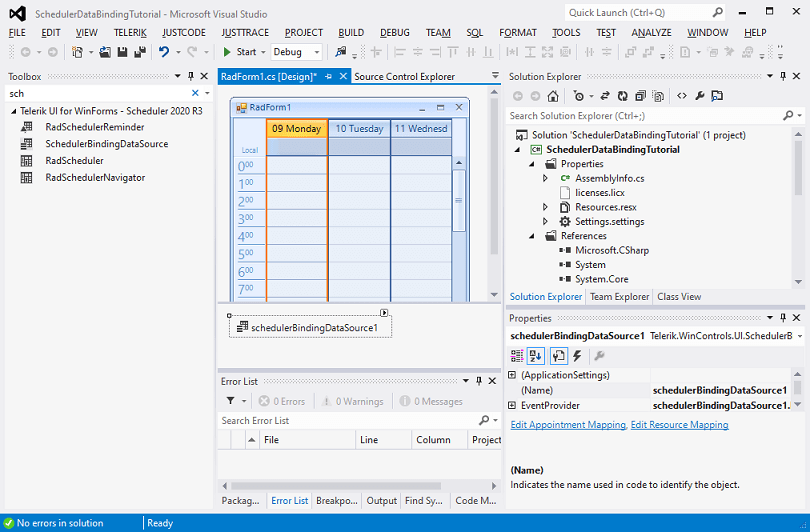 SchedulerDataBindingTutorial - Microsoft Visual Studio
Quick Launch (Ctrl+Q)
FILE EDIT VIEW TELERIK JUSTCODE JUSTTRACE PROJECT BUILD DEBUG TEAM SQL FORMAT TOOLS TEST ANALYZE WINDOW HELP
Start Debug
Toolbox
sch
Telerik UI for WinForms - Scheduler 2020 R3
RadSchedulerReminder
SchedulerBindingDataSource
RadScheduler
RadSchedulerNavigator
RadForm1.cs [Design]* Source Control Explorer
RadForm1
09 Monday 10 Tuesday 11 Wednesd
Local
0 00
1 00
2 00
3 00
4 00
5 00
6 00
7 00
schedulerBindingDataSource1
Error List
0 Errors 0 Warnings 0 Messages
Search Error List
File Line Column Project
Packag... Error List Breakpo... Output Find Sy... Code M...
Solution Explorer
Search Solution Explorer (Ctrl+;)
Solution 'SchedulerDataBindingTutorial' (1 project)
SchedulerDataBindingTutorial
Properties
AssemblyInfo.cs
licenses.licx
Resources.resx
Settings.settings
References
Microsoft.CSharp
System
System.Core
Solution Explorer Team Explorer Class View
Properties
schedulerBindingDataSource1 Telerik.WinControls.UI.SchedulerB
(ApplicationSettings)
(Name) schedulerBindingDataSource1
EventProvider schedulerBindingDataSource1.
Edit Appointment Mapping, Edit Resource Mapping
(Name)
Indicates the name used in code to identify the object.
No errors in solution Ready